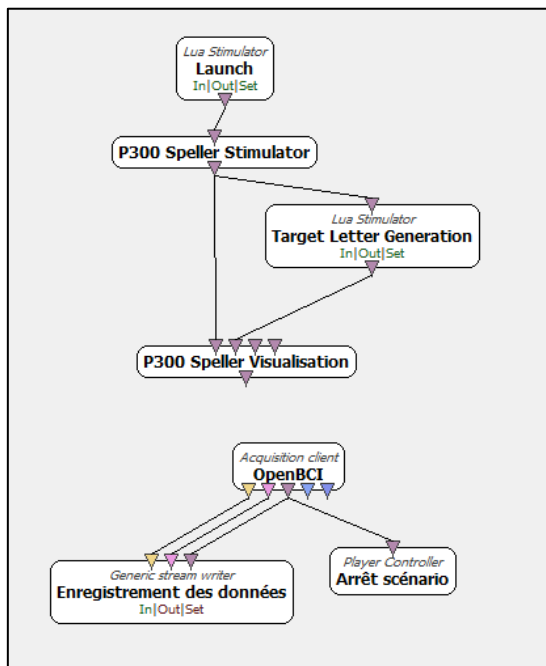 Lua Stimulator
Launch
In|Out|Set
P300 Speller Stimulator
Lua Stimulator
Target Letter Generation
In|Out|Set
P300 Speller Visualisation
Acquisition client
OpenBCI
Generic stream writer
Enregistrement des données
In|Out|Set
Player Controller
Arrêt scénario